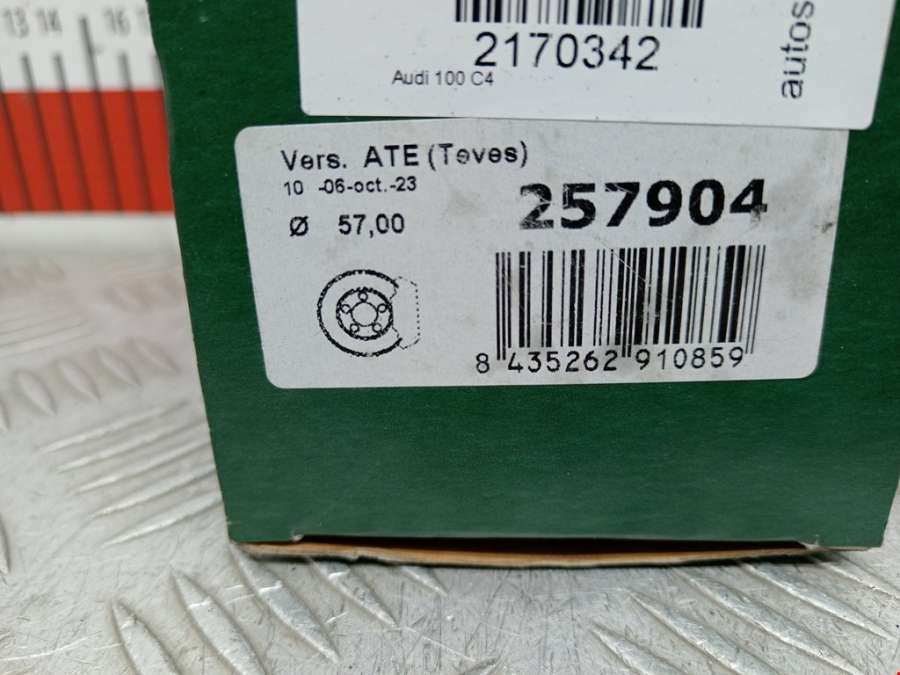 13 14 16
2170342
Audi 100 C4
autos
Vers. ATE (Teves)
10 -06-oct.-23
Ø 57,00
257904
8 435262 910859